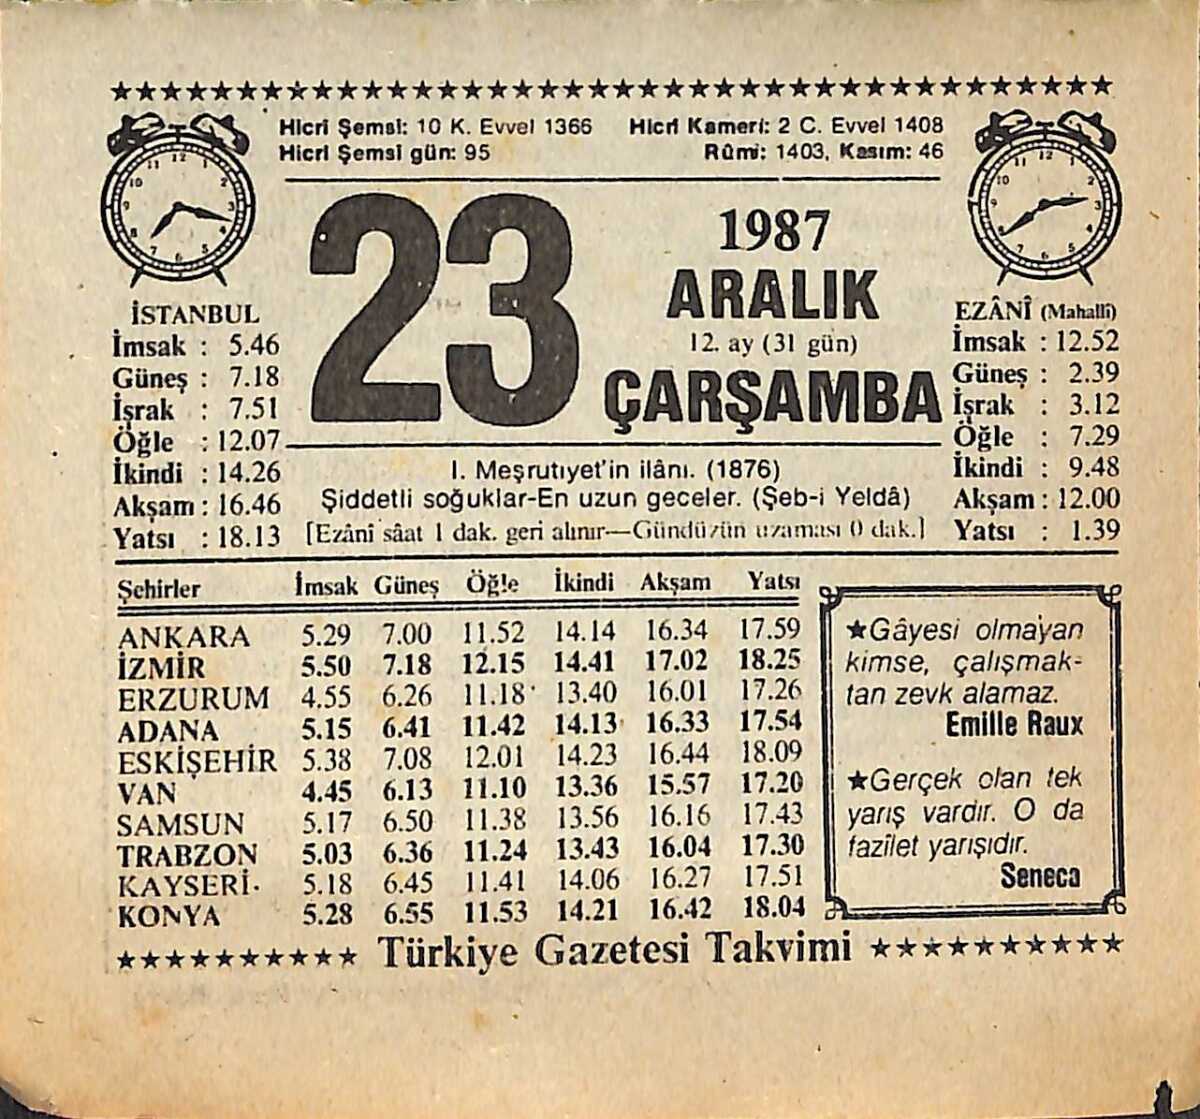 Hicrî Şemsi: 10 K. Evvel 1366 Hicrî Kamerî: 2 C. Evvel 1408
Hicrî Şemsi gün: 95 Rûmi: 1403, Kasım: 46
23
1987
ARALIK
12. ay (31 gün)
ÇARŞAMBA
İSTANBUL
İmsak : 5.46
Güneş : 7.18
İşrak : 7.51
Öğle : 12.07
İkindi : 14.26
Akşam : 16.46
Yatsı : 18.13
EZÂNÎ (Mahallî)
İmsak : 12.52
Güneş : 2.39
İşrak : 3.12
Öğle : 7.29
İkindi : 9.48
Akşam : 12.00
Yatsı : 1.39
I. Meşrutıyet'in ilânı. (1876)
Şiddetli soğuklar-En uzun geceler. (Şeb-i Yeldâ)
[Ezânî sâat 1 dak. geri alınır—Gündüzün uzaması 0 dak.]
Şehirler İmsak Güneş Öğle İkindi Akşam Yatsı
ANKARA 5.29 7.00 11.52 14.14 16.34 17.59
İZMİR 5.50 7.18 12.15 14.41 17.02 18.25
ERZURUM 4.55 6.26 11.18 13.40 16.01 17.26
ADANA 5.15 6.41 11.42 14.13 16.33 17.54
ESKİŞEHİR 5.38 7.08 12.01 14.23 16.44 18.09
VAN 4.45 6.13 11.10 13.36 15.57 17.20
SAMSUN 5.17 6.50 11.38 13.56 16.16 17.43
TRABZON 5.03 6.36 11.24 13.43 16.04 17.30
KAYSERİ 5.18 6.45 11.41 14.06 16.27 17.51
KONYA 5.28 6.55 11.53 14.21 16.42 18.04
★Gâyesi olmayan
kimse, çalışmak-
tan zevk alamaz.
Emille Raux
★Gerçek olan tek
yarış vardır. O da
fazîlet yarışıdır.
Seneca
★★★★★★★★★★ Türkiye Gazetesi Takvimi ★★★★★★★★★★